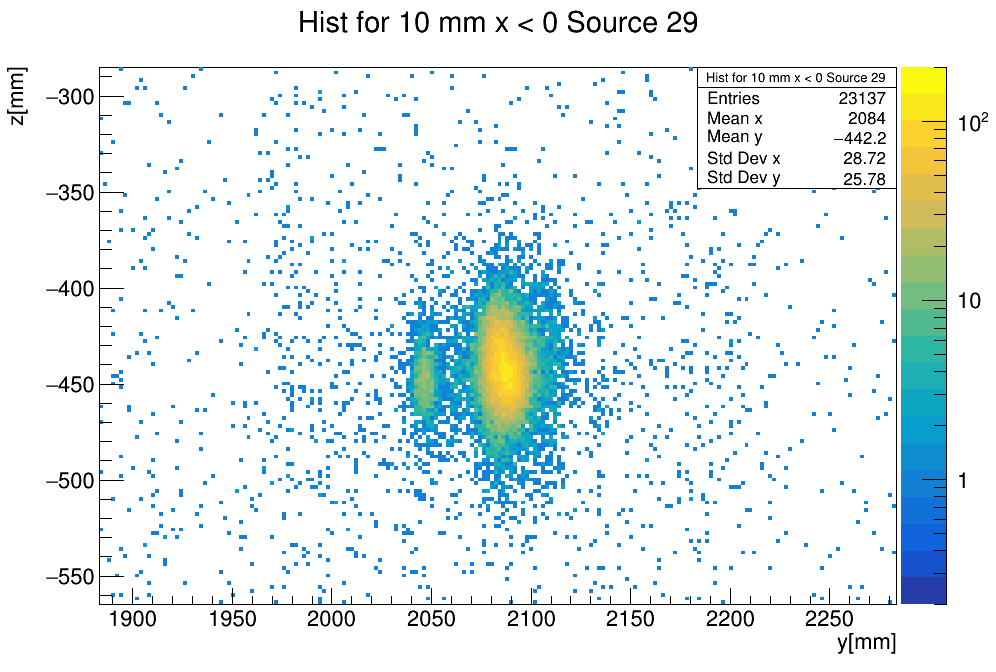 Hist for 10 mm x < 0 Source 29
z[mm]
Hist for 10 mm x < 0 Source 29
Entries 23137
Mean x 2084
Mean y −442.2
Std Dev x 28.72
Std Dev y 25.78
−300
−350
−400
−450
−500
−550
10²
10
1
1900 1950 2000 2050 2100 2150 2200 2250
y[mm]